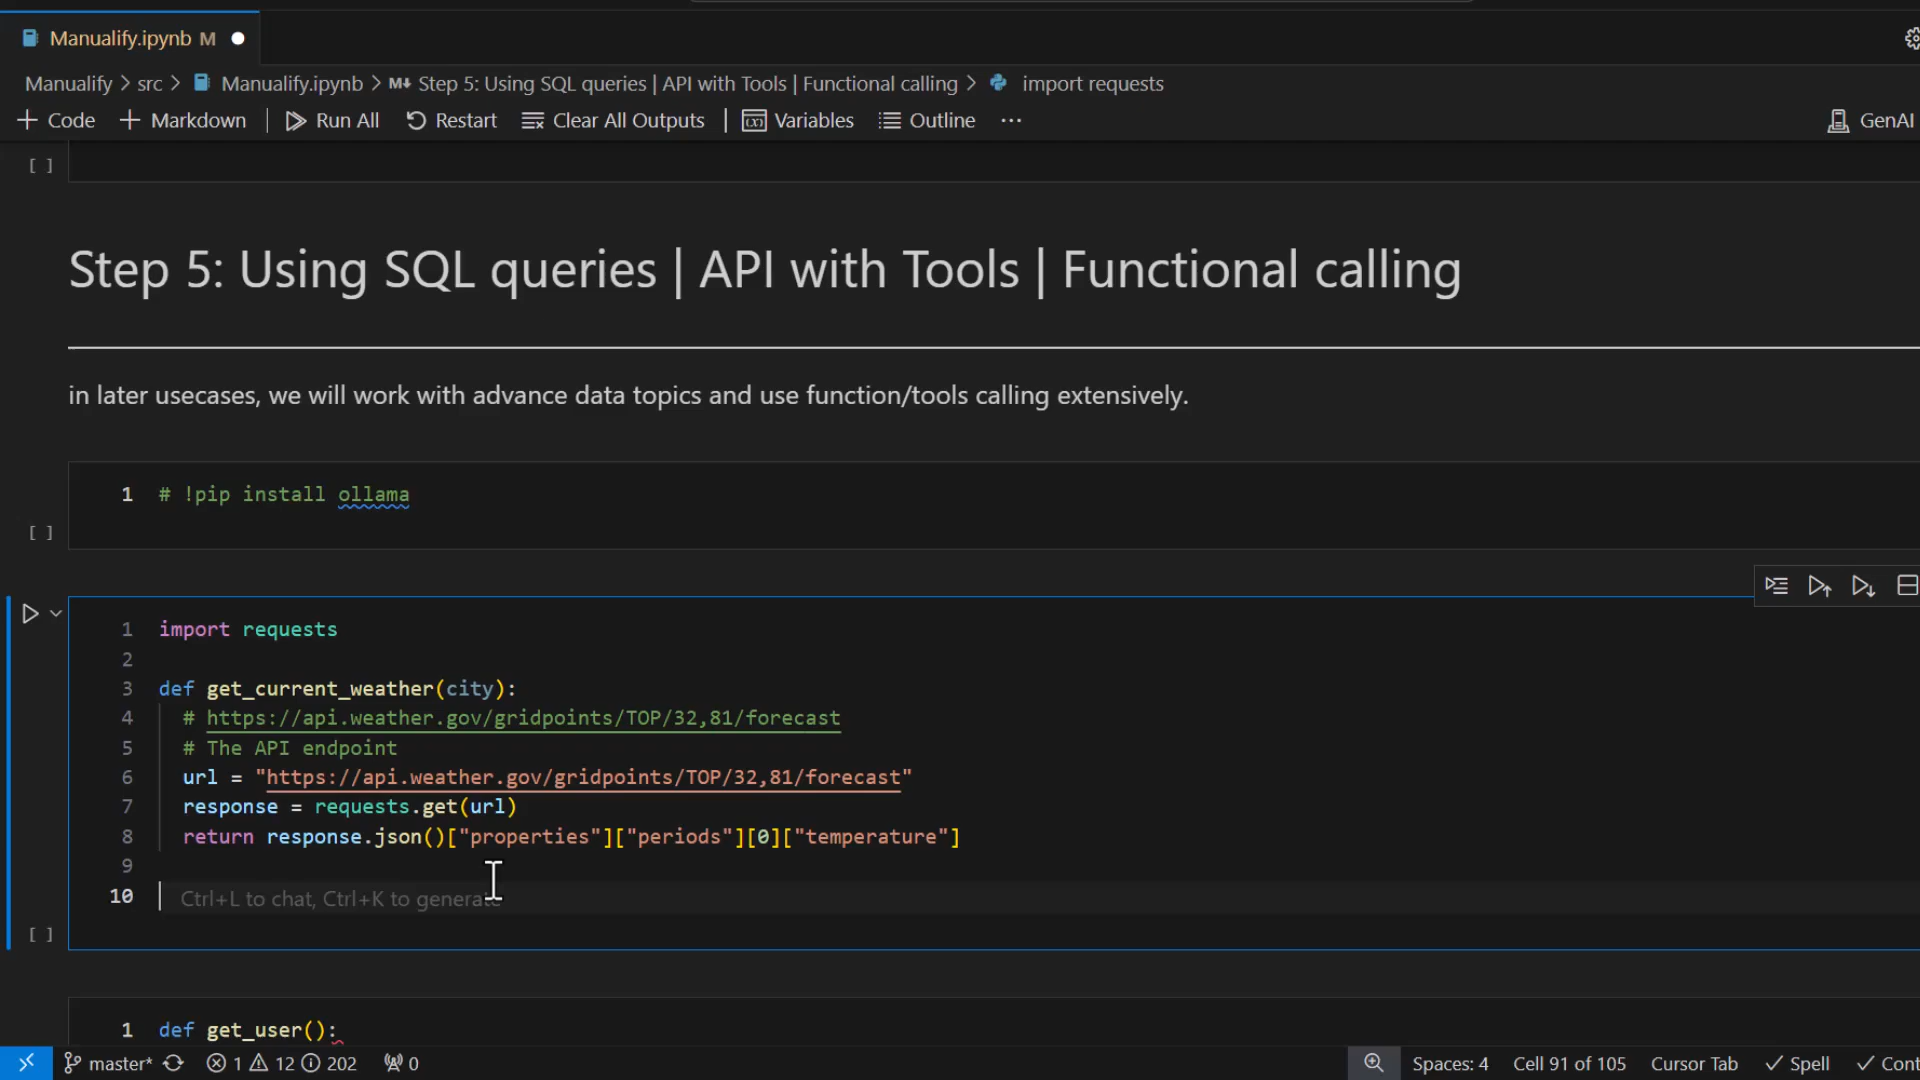 Manualify.ipynb M
Manualify > src > Manualify.ipynb > M↓ Step 5: Using SQL queries | API with Tools | Functional calling > import requests
+ Code + Markdown | Run All Restart Clear All Outputs | Variables Outline ... GenAI
[ ]
Step 5: Using SQL queries | API with Tools | Functional calling
in later usecases, we will work with advance data topics and use function/tools calling extensively.
1 # !pip install ollama
[ ]
1 import requests
2
3 def get_current_weather(city):
4 # https://api.weather.gov/gridpoints/TOP/32,81/forecast
5 # The API endpoint
6 url = "https://api.weather.gov/gridpoints/TOP/32,81/forecast"
7 response = requests.get(url)
8 return response.json()["properties"]["periods"][0]["temperature"]
9
10 Ctrl+L to chat, Ctrl+K to generate
[ ]
1 def get_user():
master* 1 12 202 0 Spaces: 4 Cell 91 of 105 Cursor Tab Spell